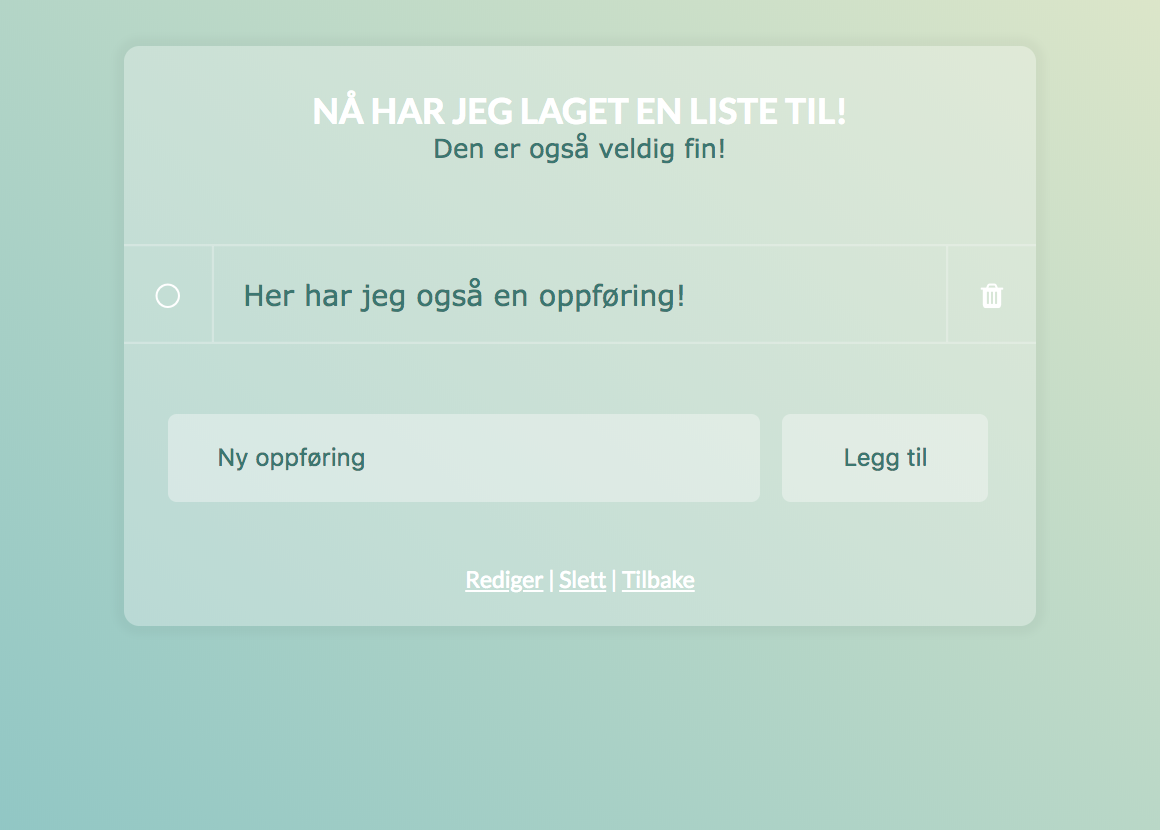 NÅ HAR JEG LAGET EN LISTE TIL!
Den er også veldig fin!
Her har jeg også en oppføring!
Ny oppføring
Legg til
Rediger | Slett | Tilbake